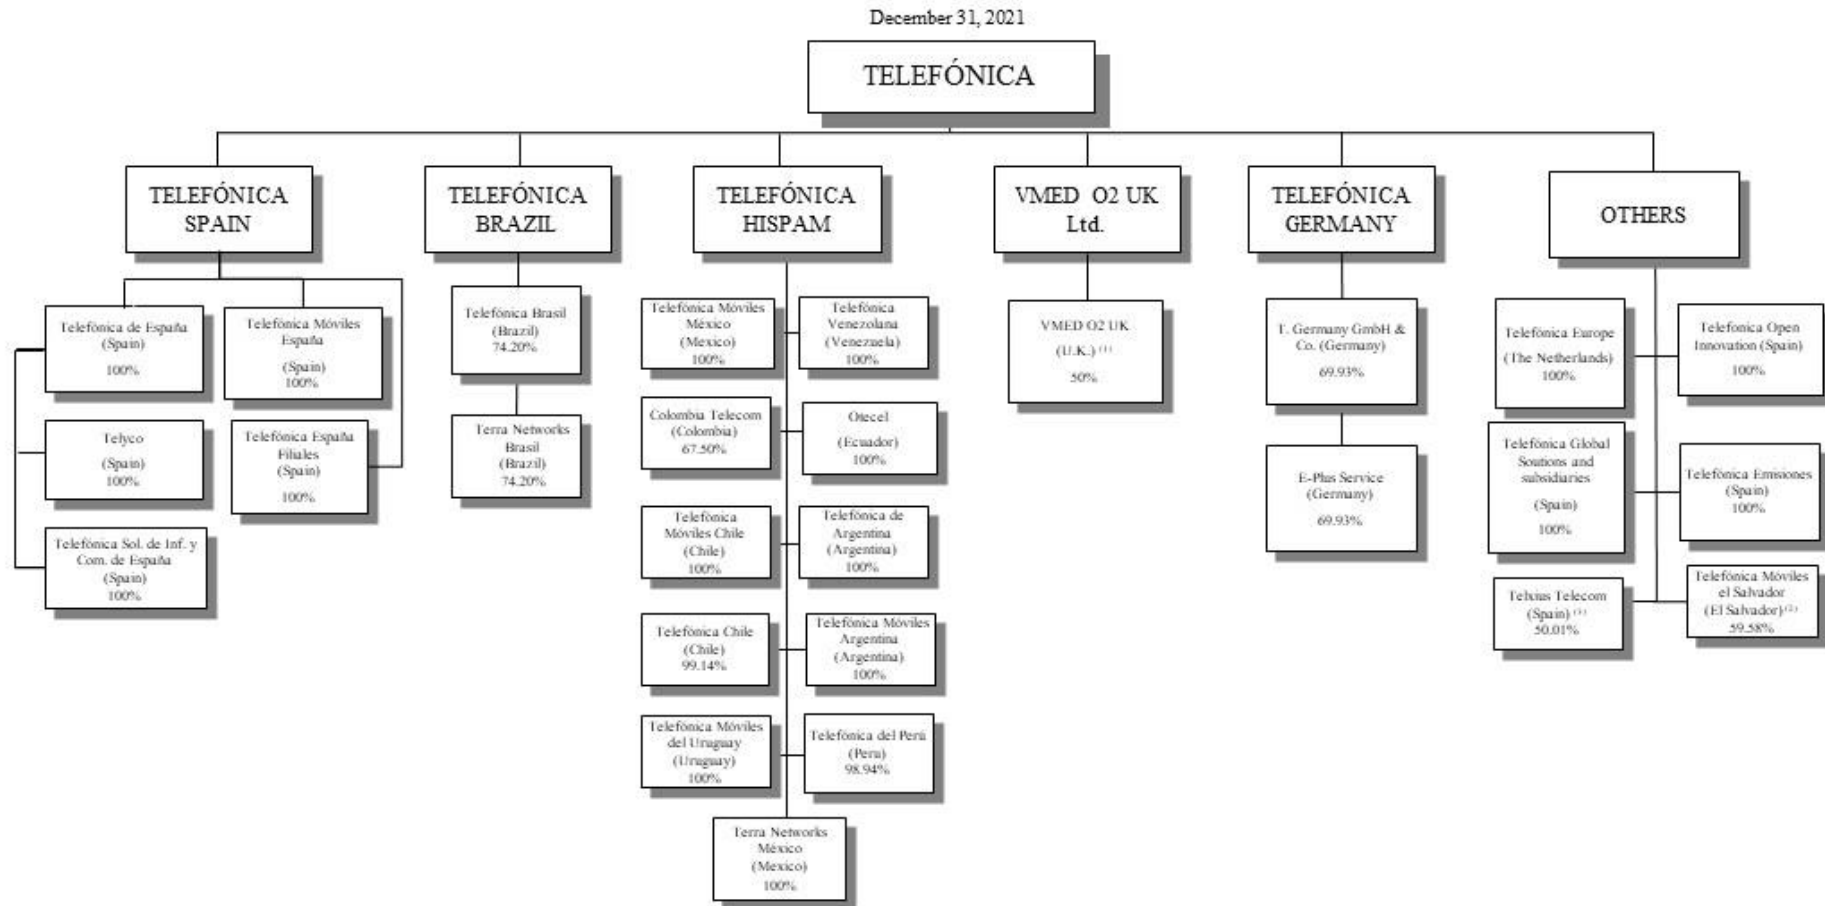 December 31, 2021
TELEFÓNICA
TELEFÓNICA
SPAIN
TELEFÓNICA
BRAZIL
TELEFÓNICA
HISPAM
VMED O2 UK
Ltd.
TELEFÓNICA
GERMANY
OTHERS
Telefónica de España
(Spain)
100%
Telefónica Móviles
España
(Spain)
100%
Telyco
(Spain)
100%
Telefónica España
Filiales
(Spain)
100%
Telefónica Sol. de Inf. y
Com. de España
(Spain)
100%
Telefónica Brasil
(Brazil)
74.20%
Terra Networks
Brasil
(Brazil)
74.20%
Telefónica Móviles
México
(Mexico)
100%
Telefónica
Venezolana
(Venezuela)
100%
Colombia Telecom
(Colombia)
67.50%
Otecel
(Ecuador)
100%
Telefónica
Móviles Chile
(Chile)
100%
Telefónica de
Argentina
(Argentina)
100%
Telefónica Chile
(Chile)
99.14%
Telefónica Móviles
Argentina
(Argentina)
100%
Telefónica Móviles
del Uruguay
(Uruguay)
100%
Telefónica del Perú
(Peru)
98.94%
Terra Networks
México
(Mexico)
100%
VMED O2 UK
(U.K.) (1)
50%
T. Germany GmbH &
Co. (Germany)
69.93%
E-Plus Service
(Germany)
69.93%
Telefónica Europe
(The Netherlands)
100%
Telefónica Open
Innovation (Spain)
100%
Telefónica Global
Soutions and
subsidiaries
(Spain)
100%
Telefónica Emisiones
(Spain)
100%
Telxius Telecom
(Spain)
50.01%
Telefónica Móviles
el Salvador
(El Salvador) (2)
59.58%